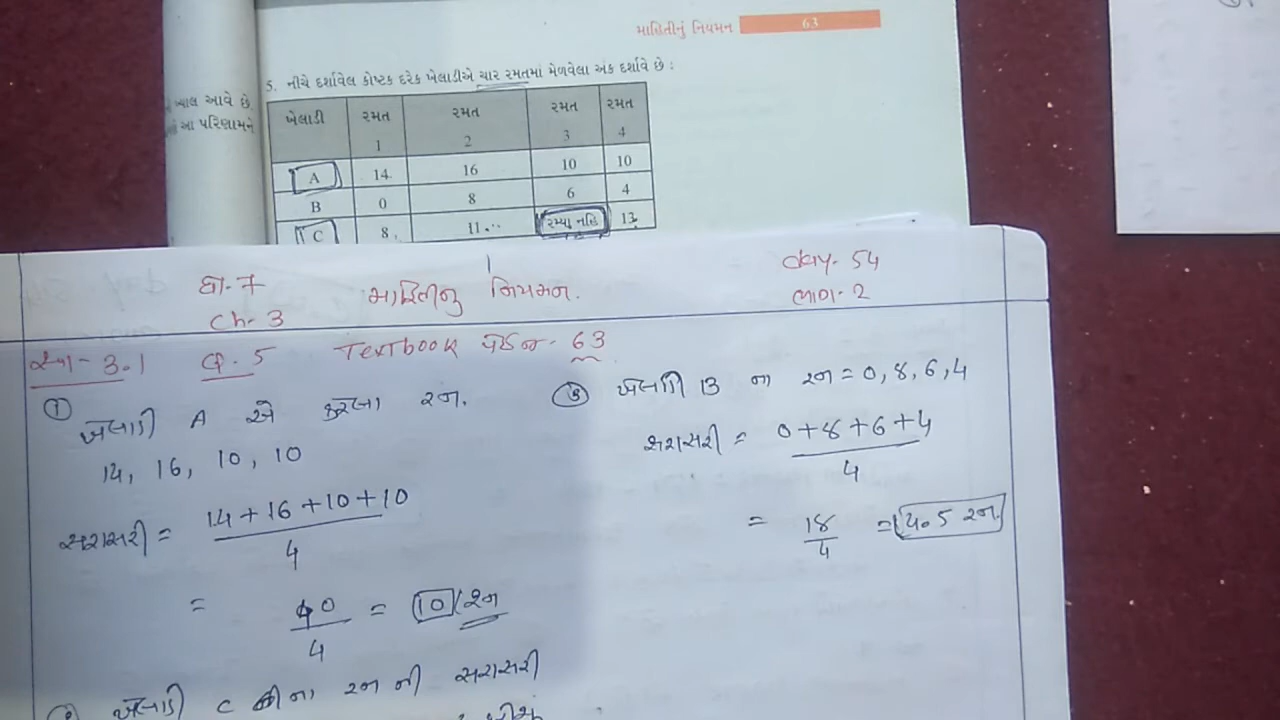 માહિતીનું નિયમન 63
ખ્યાલ આવે છે.
આ પરિણામને
5. નીચે દર્શાવેલ કોષ્ટક દરેક ખેલાડીએ ચાર રમતમાં મેળવેલા અંક દર્શાવે છે :
ખેલાડી રમત 1 રમત 2 રમત 3 રમત 4
A 14 16 10 10
B 0 8 6 4
C 8 11 રમ્યા નહિ 13
ધો.-7 માહિતીનુ નિયમન. day- 54
Ch- 3 ભાગ- 2
સ્વા- 3.1 Q. 5 Textbook પેઈજ- 63
① ખેલાડી A એ કરેલા રન.
14, 16, 10, 10
સરાસરી = 14 + 16 + 10 + 10 / 4
= 40 / 4 = 10 રન
ખેલાડી C ના રન ની સરાસરી
③ ખેલાડી B ના રન = 0, 8, 6, 4
સરાસરી = 0 + 8 + 6 + 4 / 4
= 18 / 4 = 4.5 રન